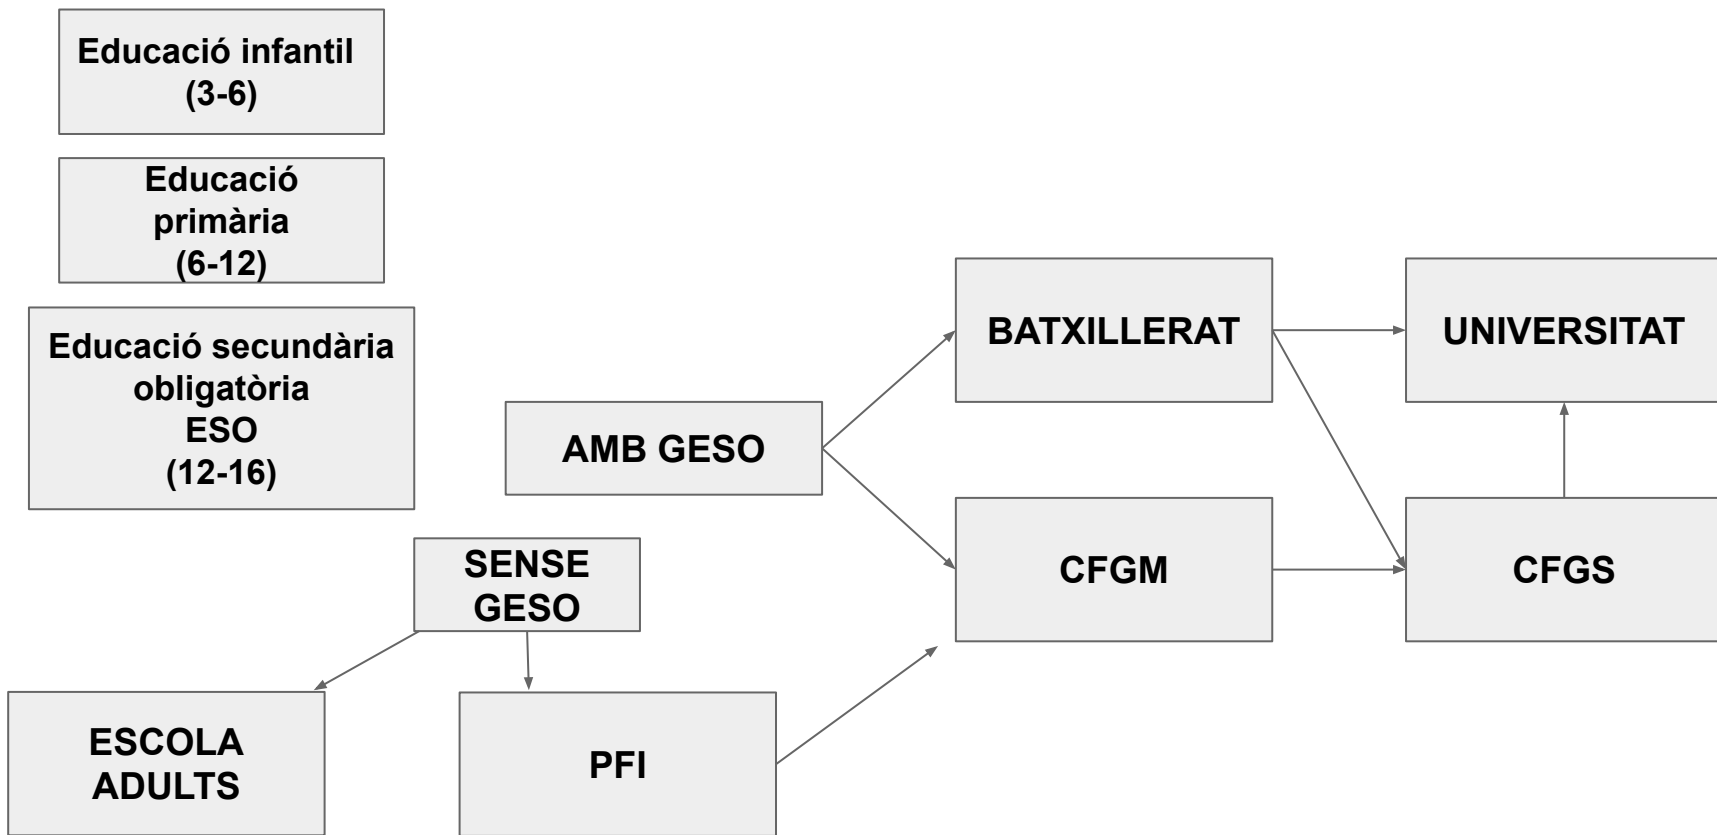 Educació infantil
(3-6)
Educació
primària
(6-12)
Educació secundària
obligatòria
ESO
(12-16)
AMB GESO
SENSE
GESO
ESCOLA
ADULTS
PFI
BATXILLERAT
UNIVERSITAT
CFGM
CFGS